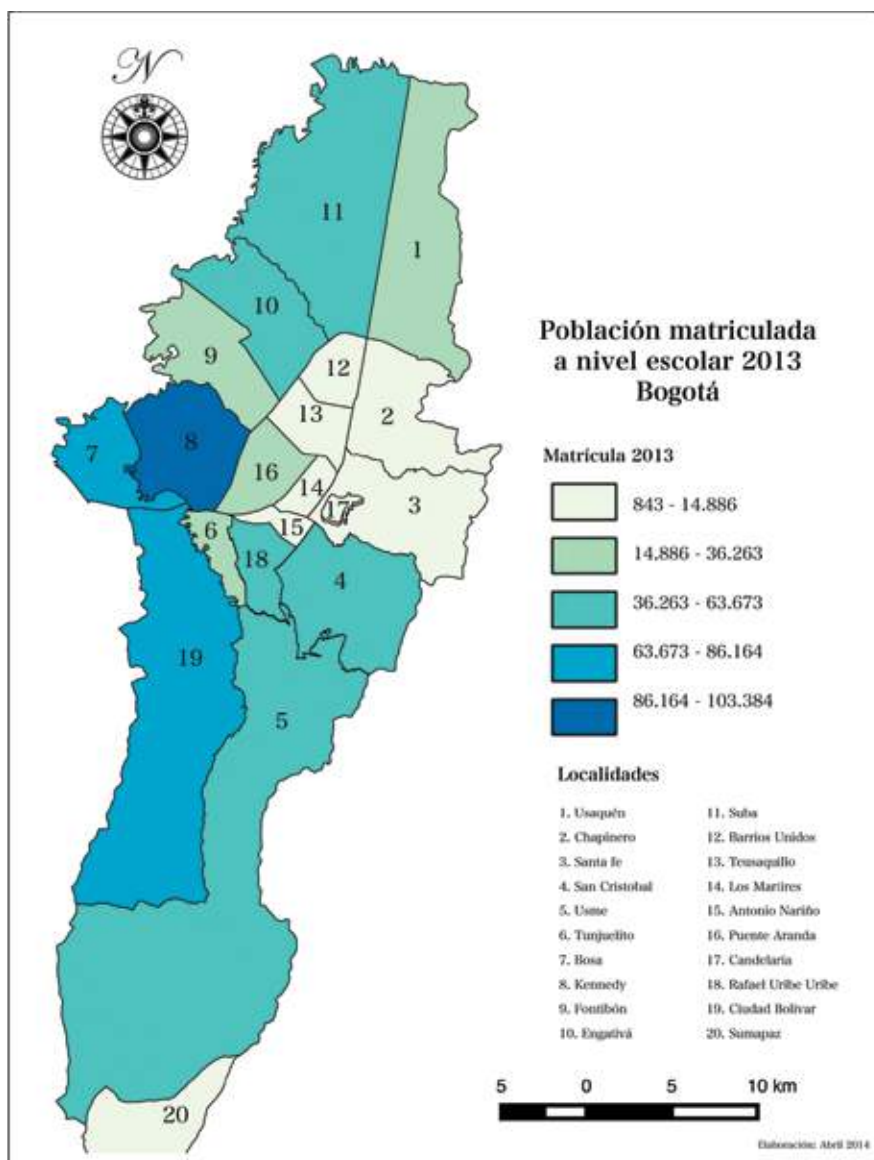 N
11
1
10
9
12
13
2
8
7
16
14
17
3
15
6
18
4
19
5
20
Población matriculada
a nivel escolar 2013
Bogotá
Matrícula 2013
843 - 14.886
14.886 - 36.263
36.263 - 63.673
63.673 - 86.164
86.164 - 103.384
Localidades
1. Usaquén
2. Chapinero
3. Santa fe
4. San Cristobal
5. Usme
6. Tunjuelito
7. Bosa
8. Kennedy
9. Fontibón
10. Engativá
11. Suba
12. Barrios Unidos
13. Teusaquillo
14. Los Martires
15. Antonio Nariño
16. Puente Aranda
17. Candelaria
18. Rafael Uribe Uribe
19. Ciudad Bolivar
20. Sumapaz
5 0 5 10 km
Elaboración: Abril 2014